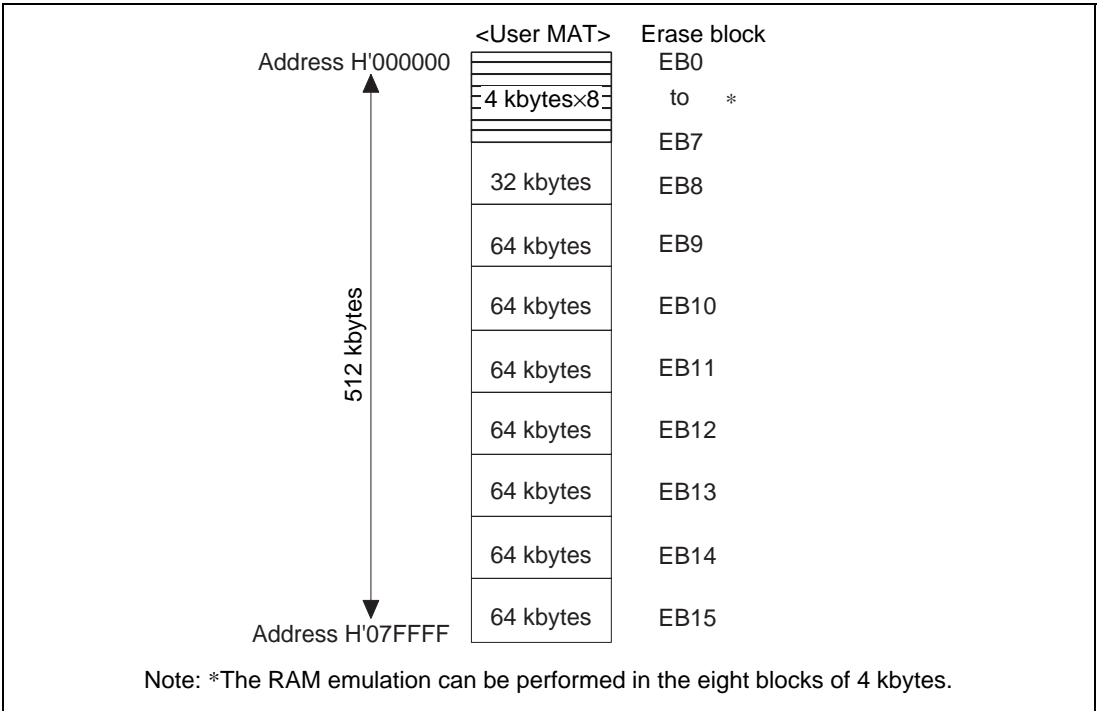 <User MAT> Erase block
Address H'000000 EB0
4 kbytes×8 to *
EB7
32 kbytes EB8
64 kbytes EB9
64 kbytes EB10
64 kbytes EB11
512 kbytes
64 kbytes EB12
64 kbytes EB13
64 kbytes EB14
64 kbytes EB15
Address H'07FFFF
Note: *The RAM emulation can be performed in the eight blocks of 4 kbytes.